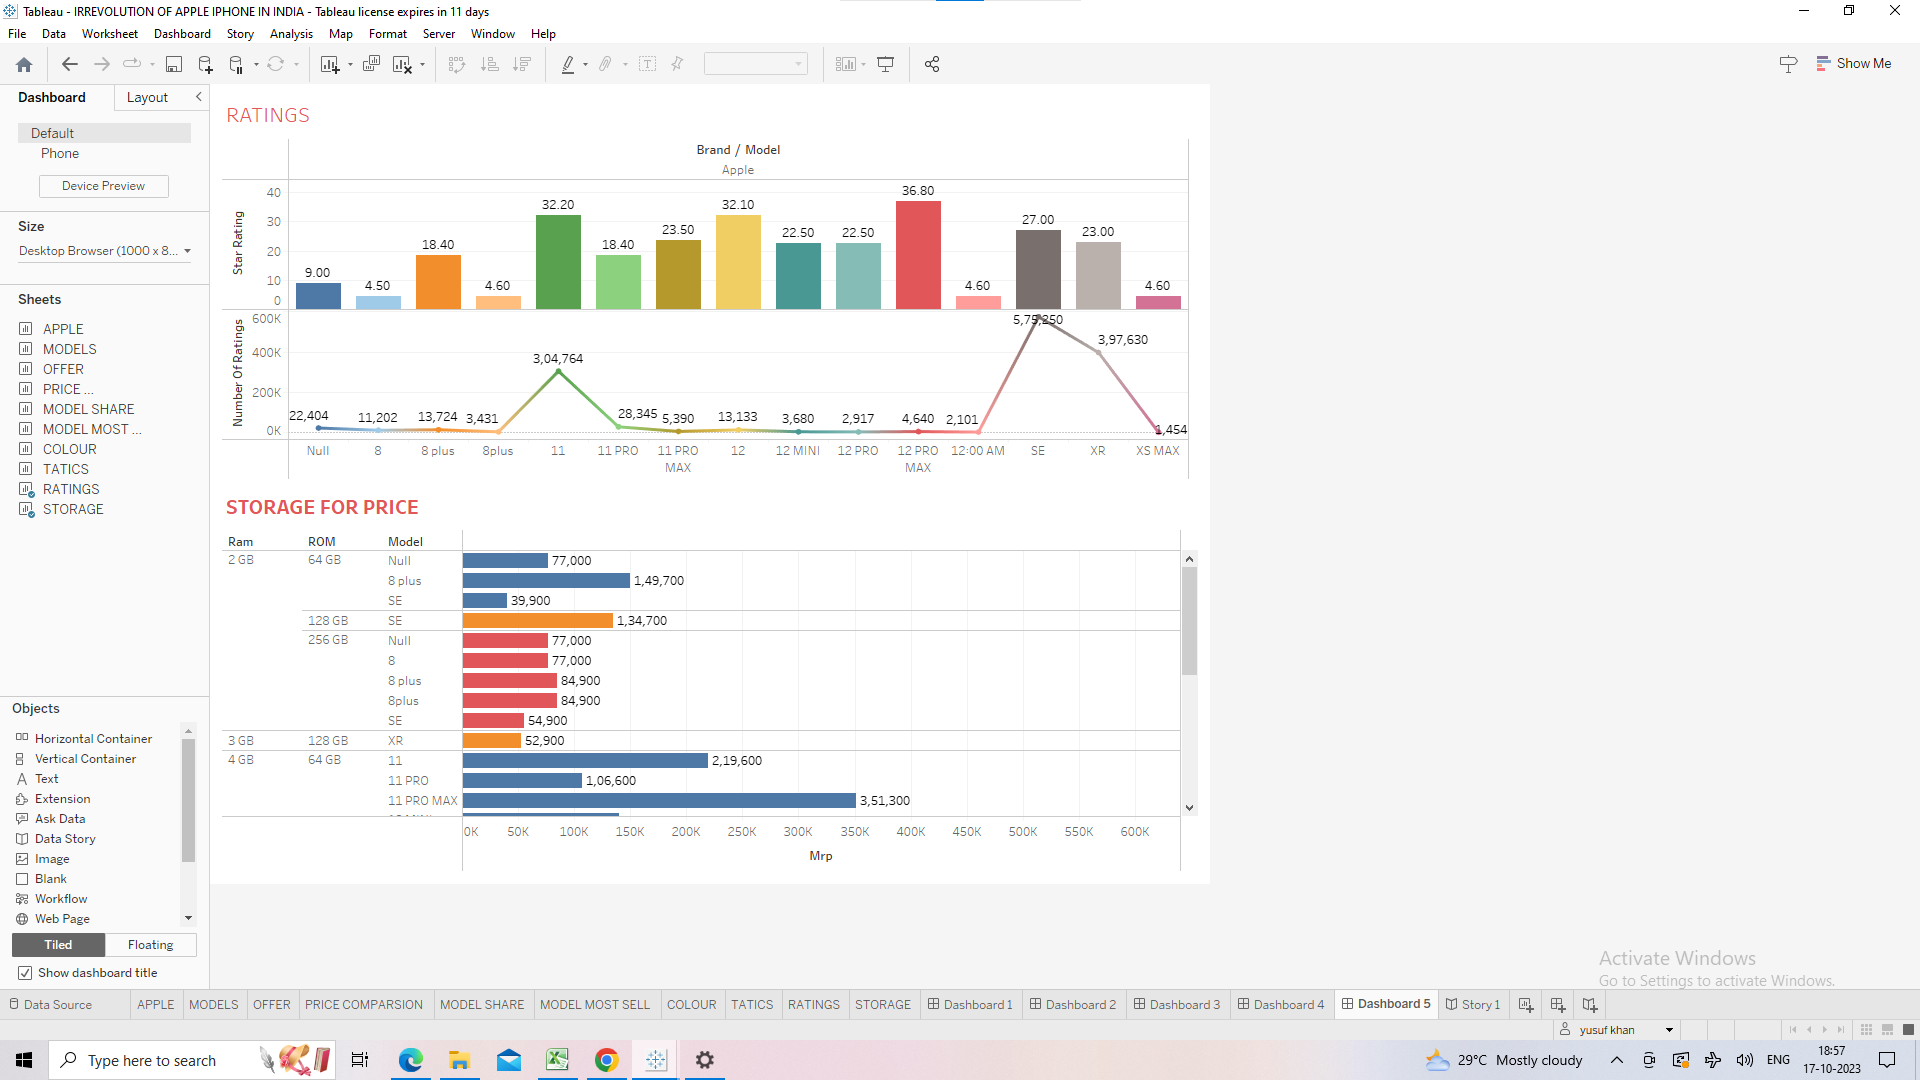 Tableau - IRREVOLUTION OF APPLE IPHONE IN INDIA - Tableau license expires in 11 days
File Data Worksheet Dashboard Story Analysis Map Format Server Window Help
Show Me
Dashboard Layout
Default
Phone
Device Preview
Size
Desktop Browser (1000 x 8...
Sheets
APPLE
MODELS
OFFER
PRICE ...
MODEL SHARE
MODEL MOST ...
COLOUR
TATICS
RATINGS
STORAGE
Objects
Horizontal Container
Vertical Container
Text
Extension
Ask Data
Data Story
Image
Blank
Workflow
Web Page
Tiled Floating
Show dashboard title
RATINGS
Brand / Model
Apple
Star Rating
40
30
20
10
0
9.00 4.50 18.40 4.60 32.20 18.40 23.50 32.10 22.50 22.50 36.80 4.60 27.00 23.00 4.60
Number Of Ratings
600K
400K
200K
0K
22,404 11,202 13,724 3,431 3,04,764 28,345 5,390 13,133 3,680 2,917 4,640 2,101 5,75,250 3,97,630 1,454
Null 8 8 plus 8plus 11 11 PRO 11 PRO MAX 12 12 MINI 12 PRO 12 PRO MAX 12:00 AM SE XR XS MAX
STORAGE FOR PRICE
Ram ROM Model
2 GB 64 GB Null 77,000
8 plus 1,49,700
SE 39,900
128 GB SE 1,34,700
256 GB Null 77,000
8 77,000
8 plus 84,900
8plus 84,900
SE 54,900
3 GB 128 GB XR 52,900
4 GB 64 GB 11 2,19,600
11 PRO 1,06,600
11 PRO MAX 3,51,300
0K 50K 100K 150K 200K 250K 300K 350K 400K 450K 500K 550K 600K
Mrp
Activate Windows
Go to Settings to activate Windows.
Data Source APPLE MODELS OFFER PRICE COMPARSION MODEL SHARE MODEL MOST SELL COLOUR TATICS RATINGS STORAGE Dashboard 1 Dashboard 2 Dashboard 3 Dashboard 4 Dashboard 5 Story 1
yusuf khan
Type here to search
29°C Mostly cloudy
ENG
18:57
17-10-2023